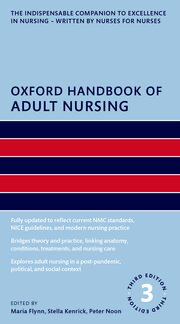 THE INDISPENSABLE COMPANION TO EXCELLENCE
IN NURSING – WRITTEN BY NURSES FOR NURSES
OXFORD HANDBOOK OF
ADULT NURSING
Fully updated to reflect current NMC standards,
NICE guidelines, and modern nursing practice
Bridges theory and practice, linking anatomy,
conditions, treatments, and nursing care
Explores adult nursing in a post-pandemic,
political, and social context
THIRD EDITION
3
THIRD EDITION
EDITED BY
Maria Flynn, Stella Kenrick, Peter Noon